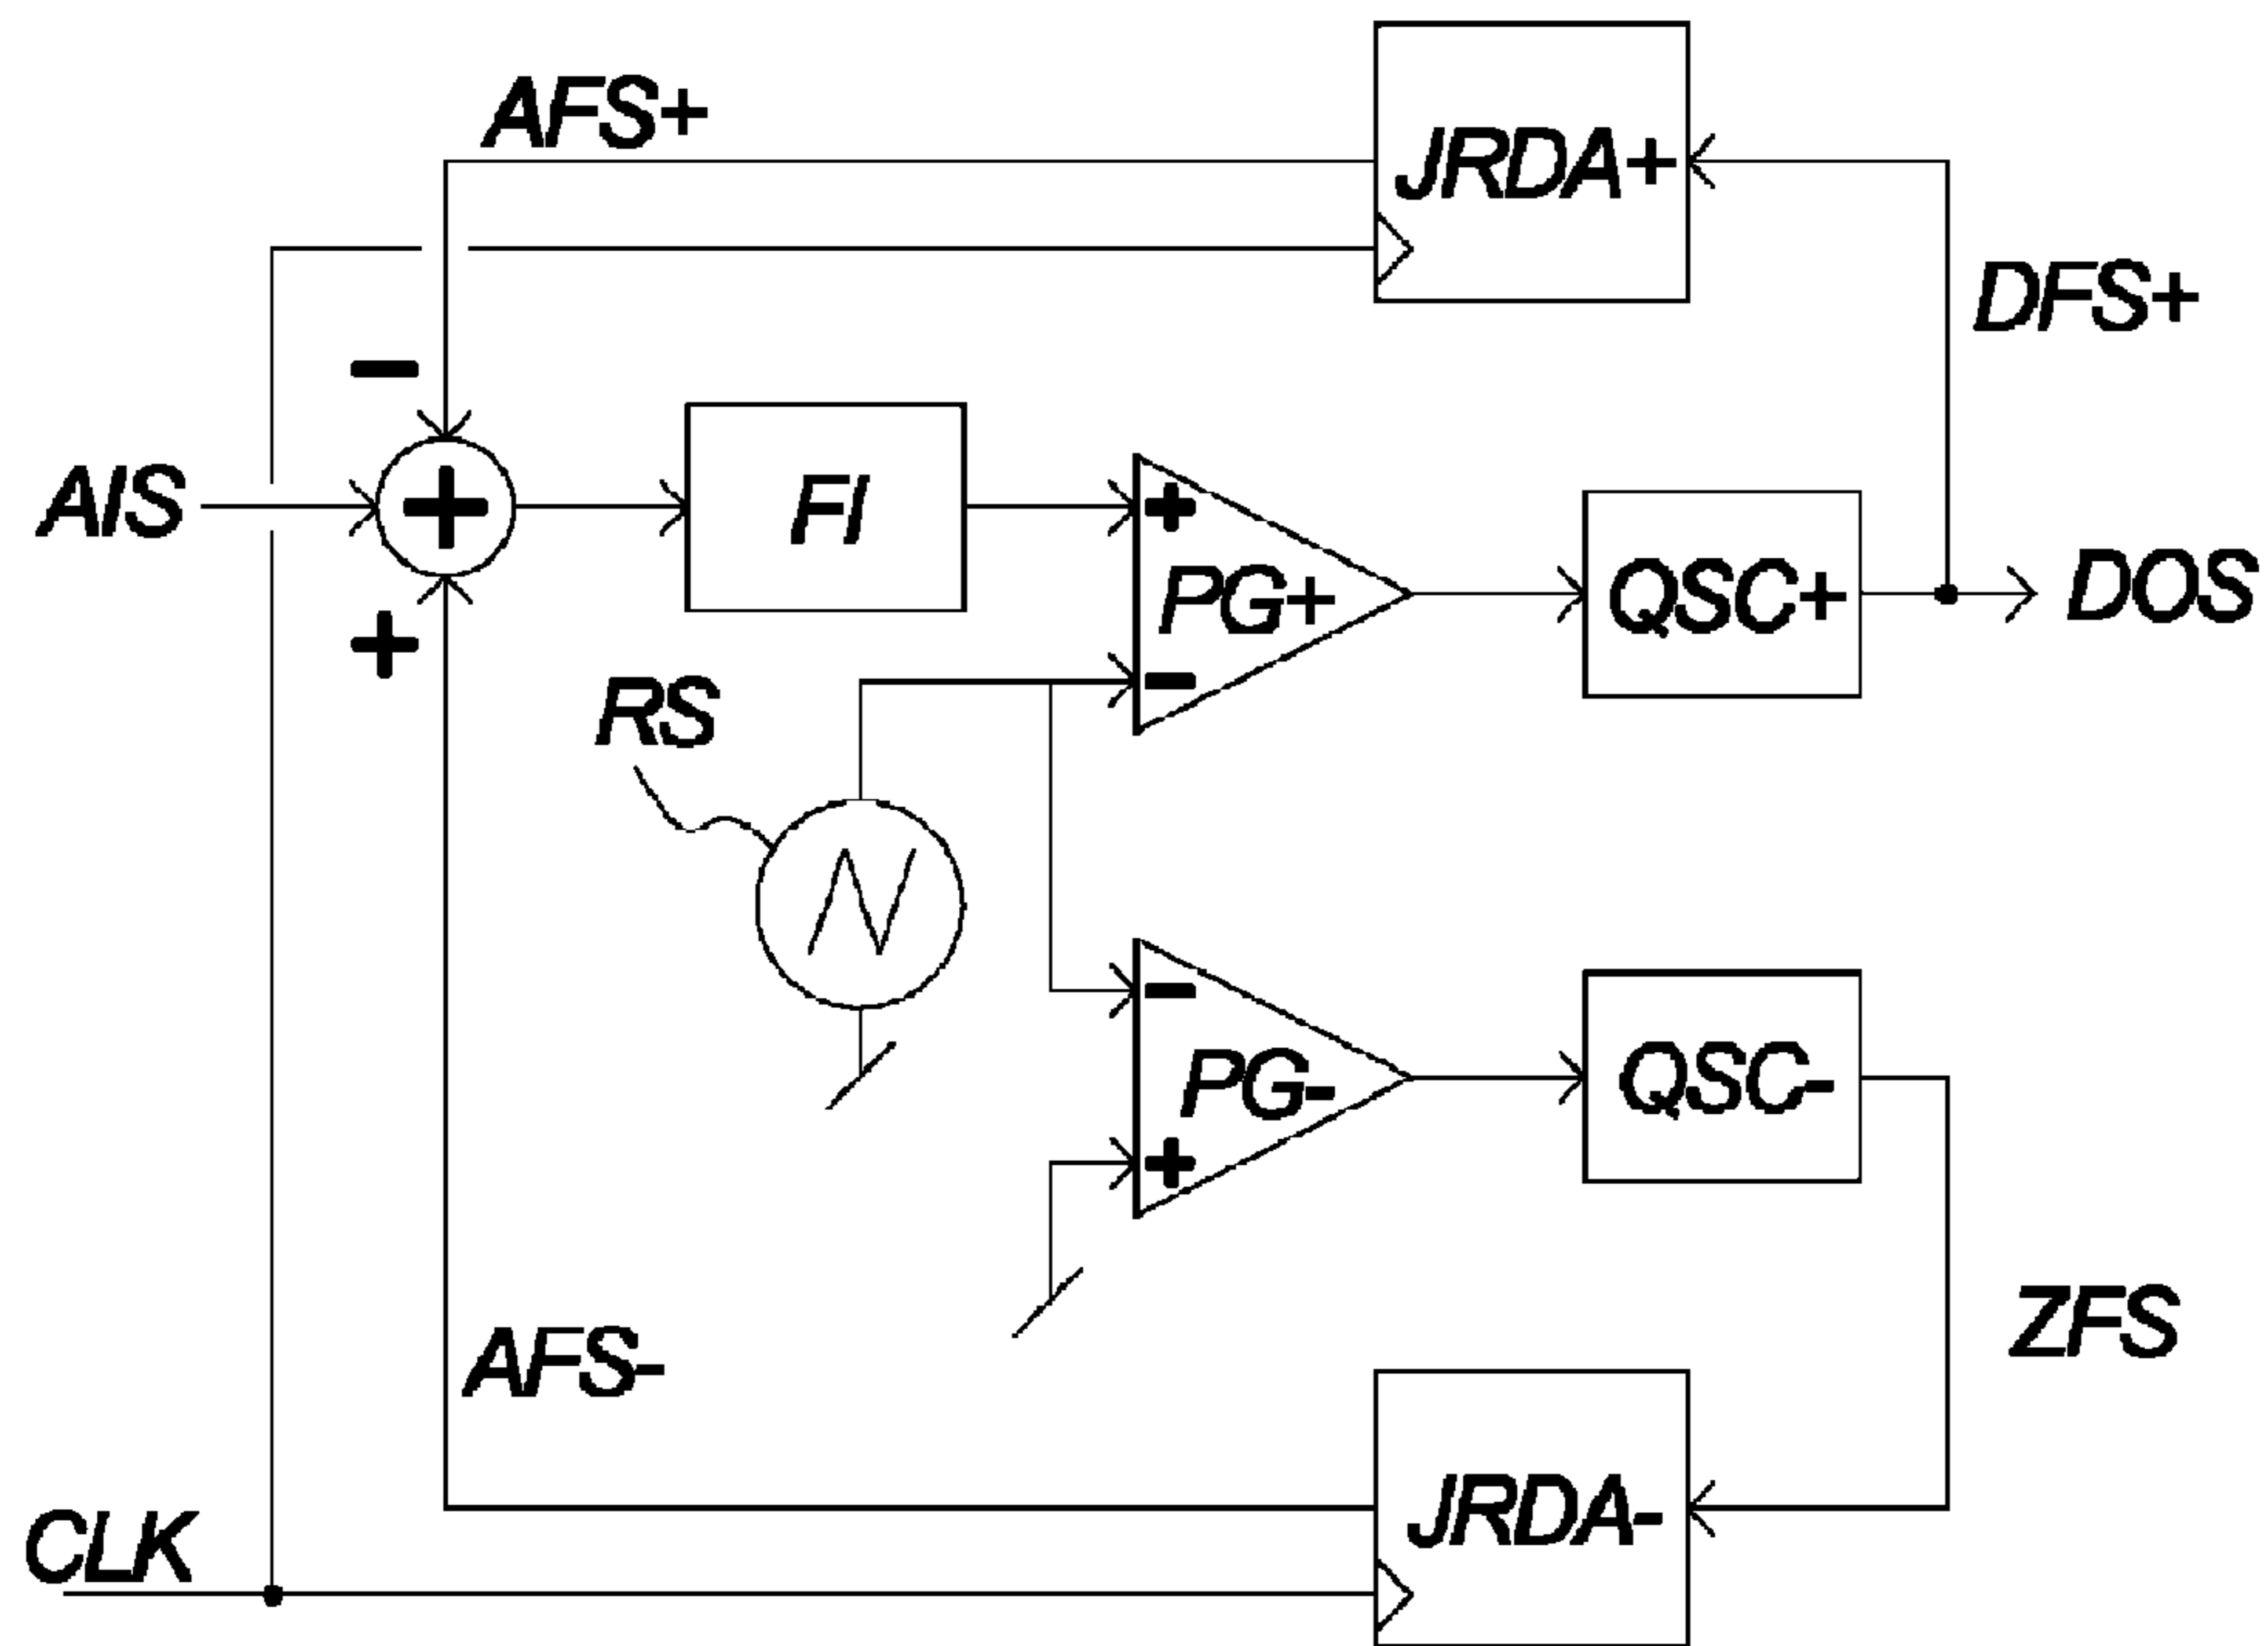 AFS+
JRDA+
DFS+
−
AIS
+
FI
+
PG+
−
QSC+
DOS
+
RS
−
PG-
+
QSC-
ZFS
AFS-
JRDA-
CLK